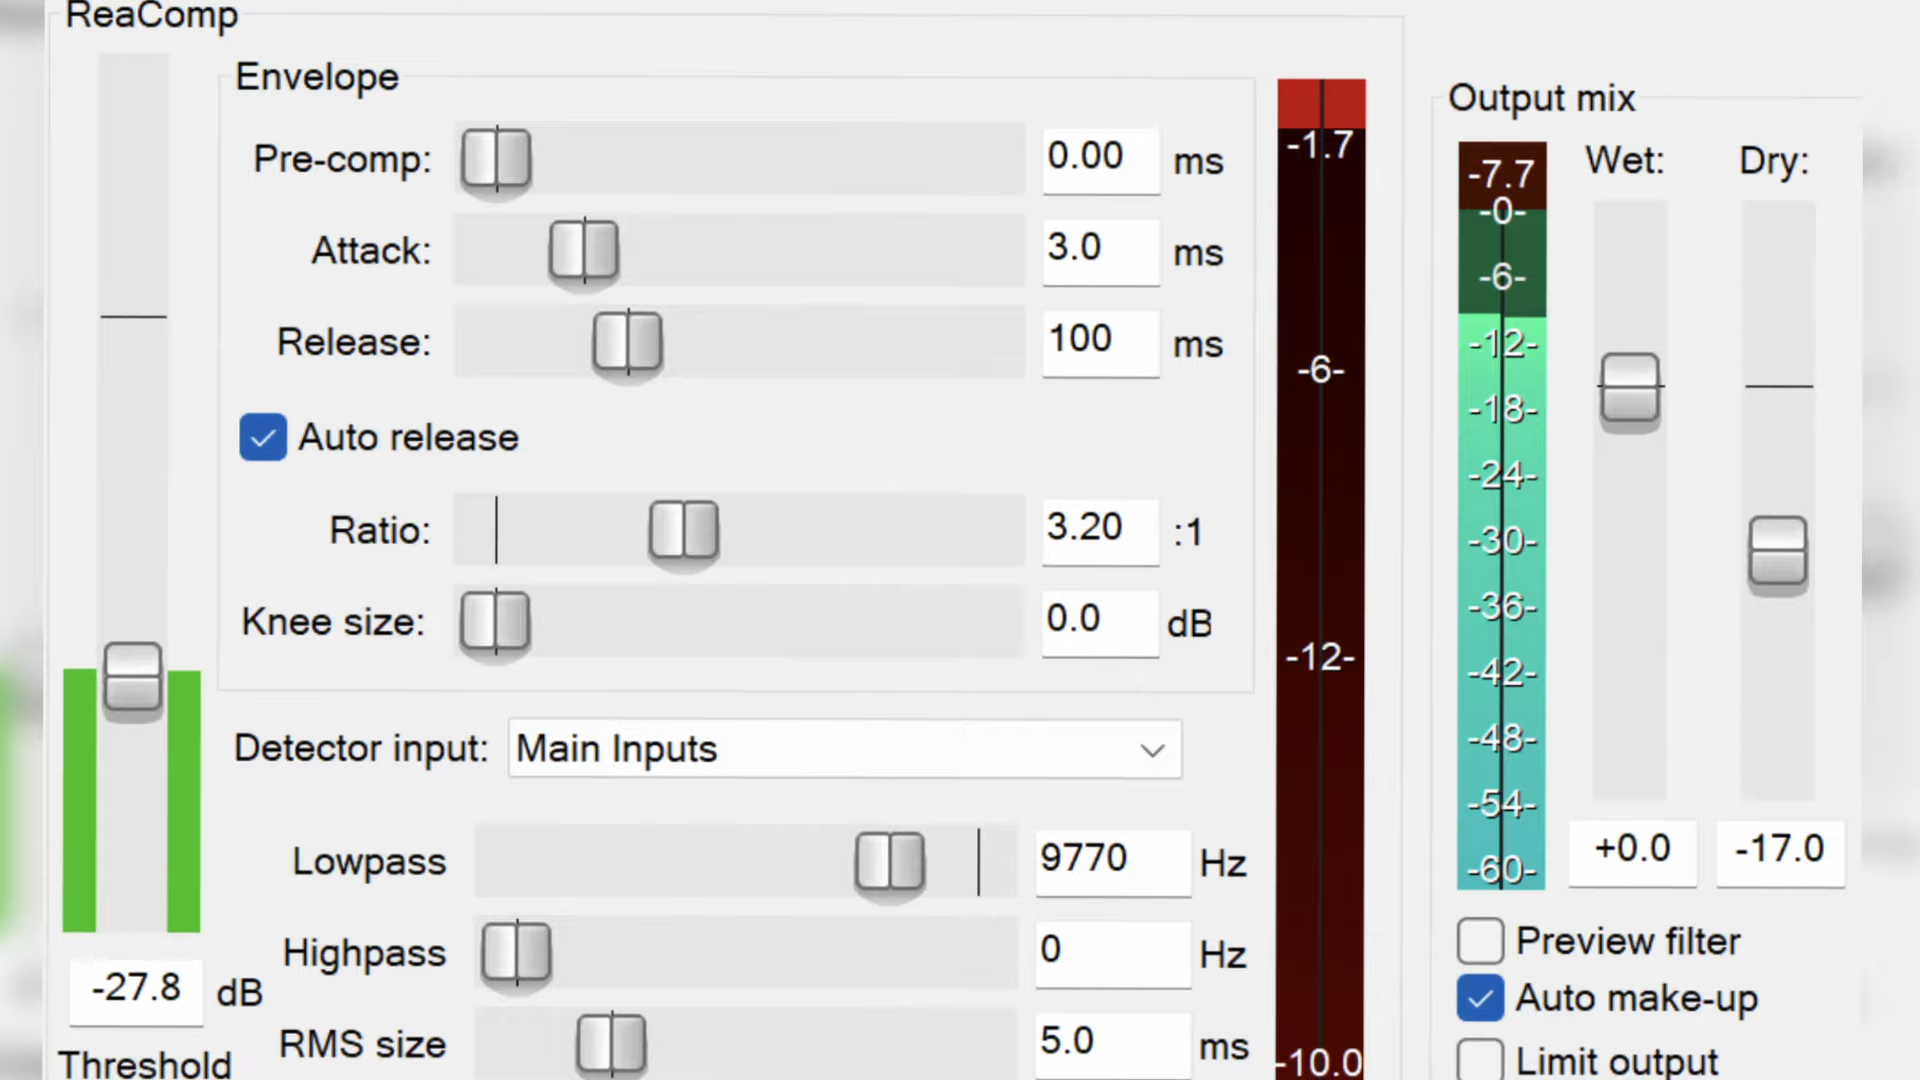 ReaComp
Envelope
Pre-comp: 0.00 ms
Attack: 3.0 ms
Release: 100 ms
Auto release
Ratio: 3.20 :1
Knee size: 0.0 dB
Detector input: Main Inputs
Lowpass 9770 Hz
Highpass 0 Hz
RMS size 5.0 ms
-27.8 dB
Threshold
-1.7
-6-
-12-
-10.0
Output mix
Wet: Dry:
-7.7
-0-
-6-
-12-
-18-
-24-
-30-
-36-
-42-
-48-
-54-
-60-
+0.0 -17.0
Preview filter
Auto make-up
Limit output